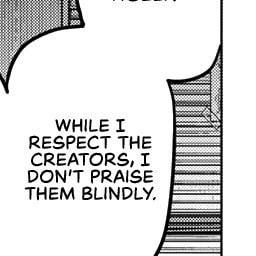 WHILE I
RESPECT THE
CREATORS, I
DON'T PRAISE
THEM BLINDLY.